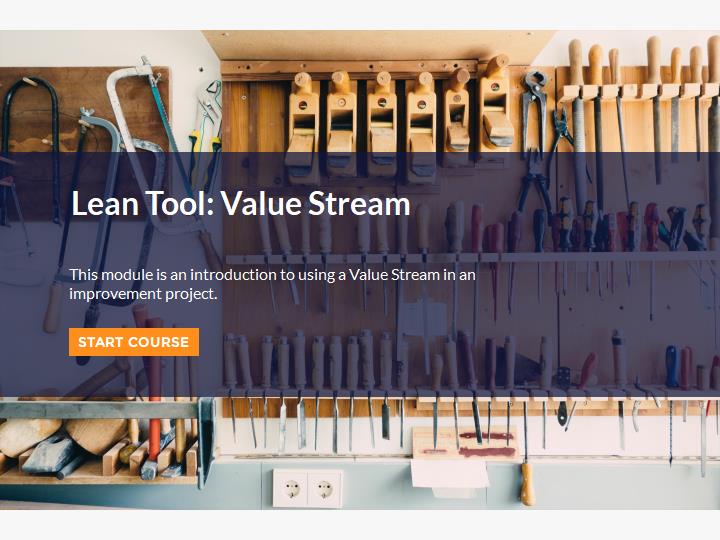 Lean Tool: Value Stream
This module is an introduction to using a Value Stream in an
improvement project.
START COURSE